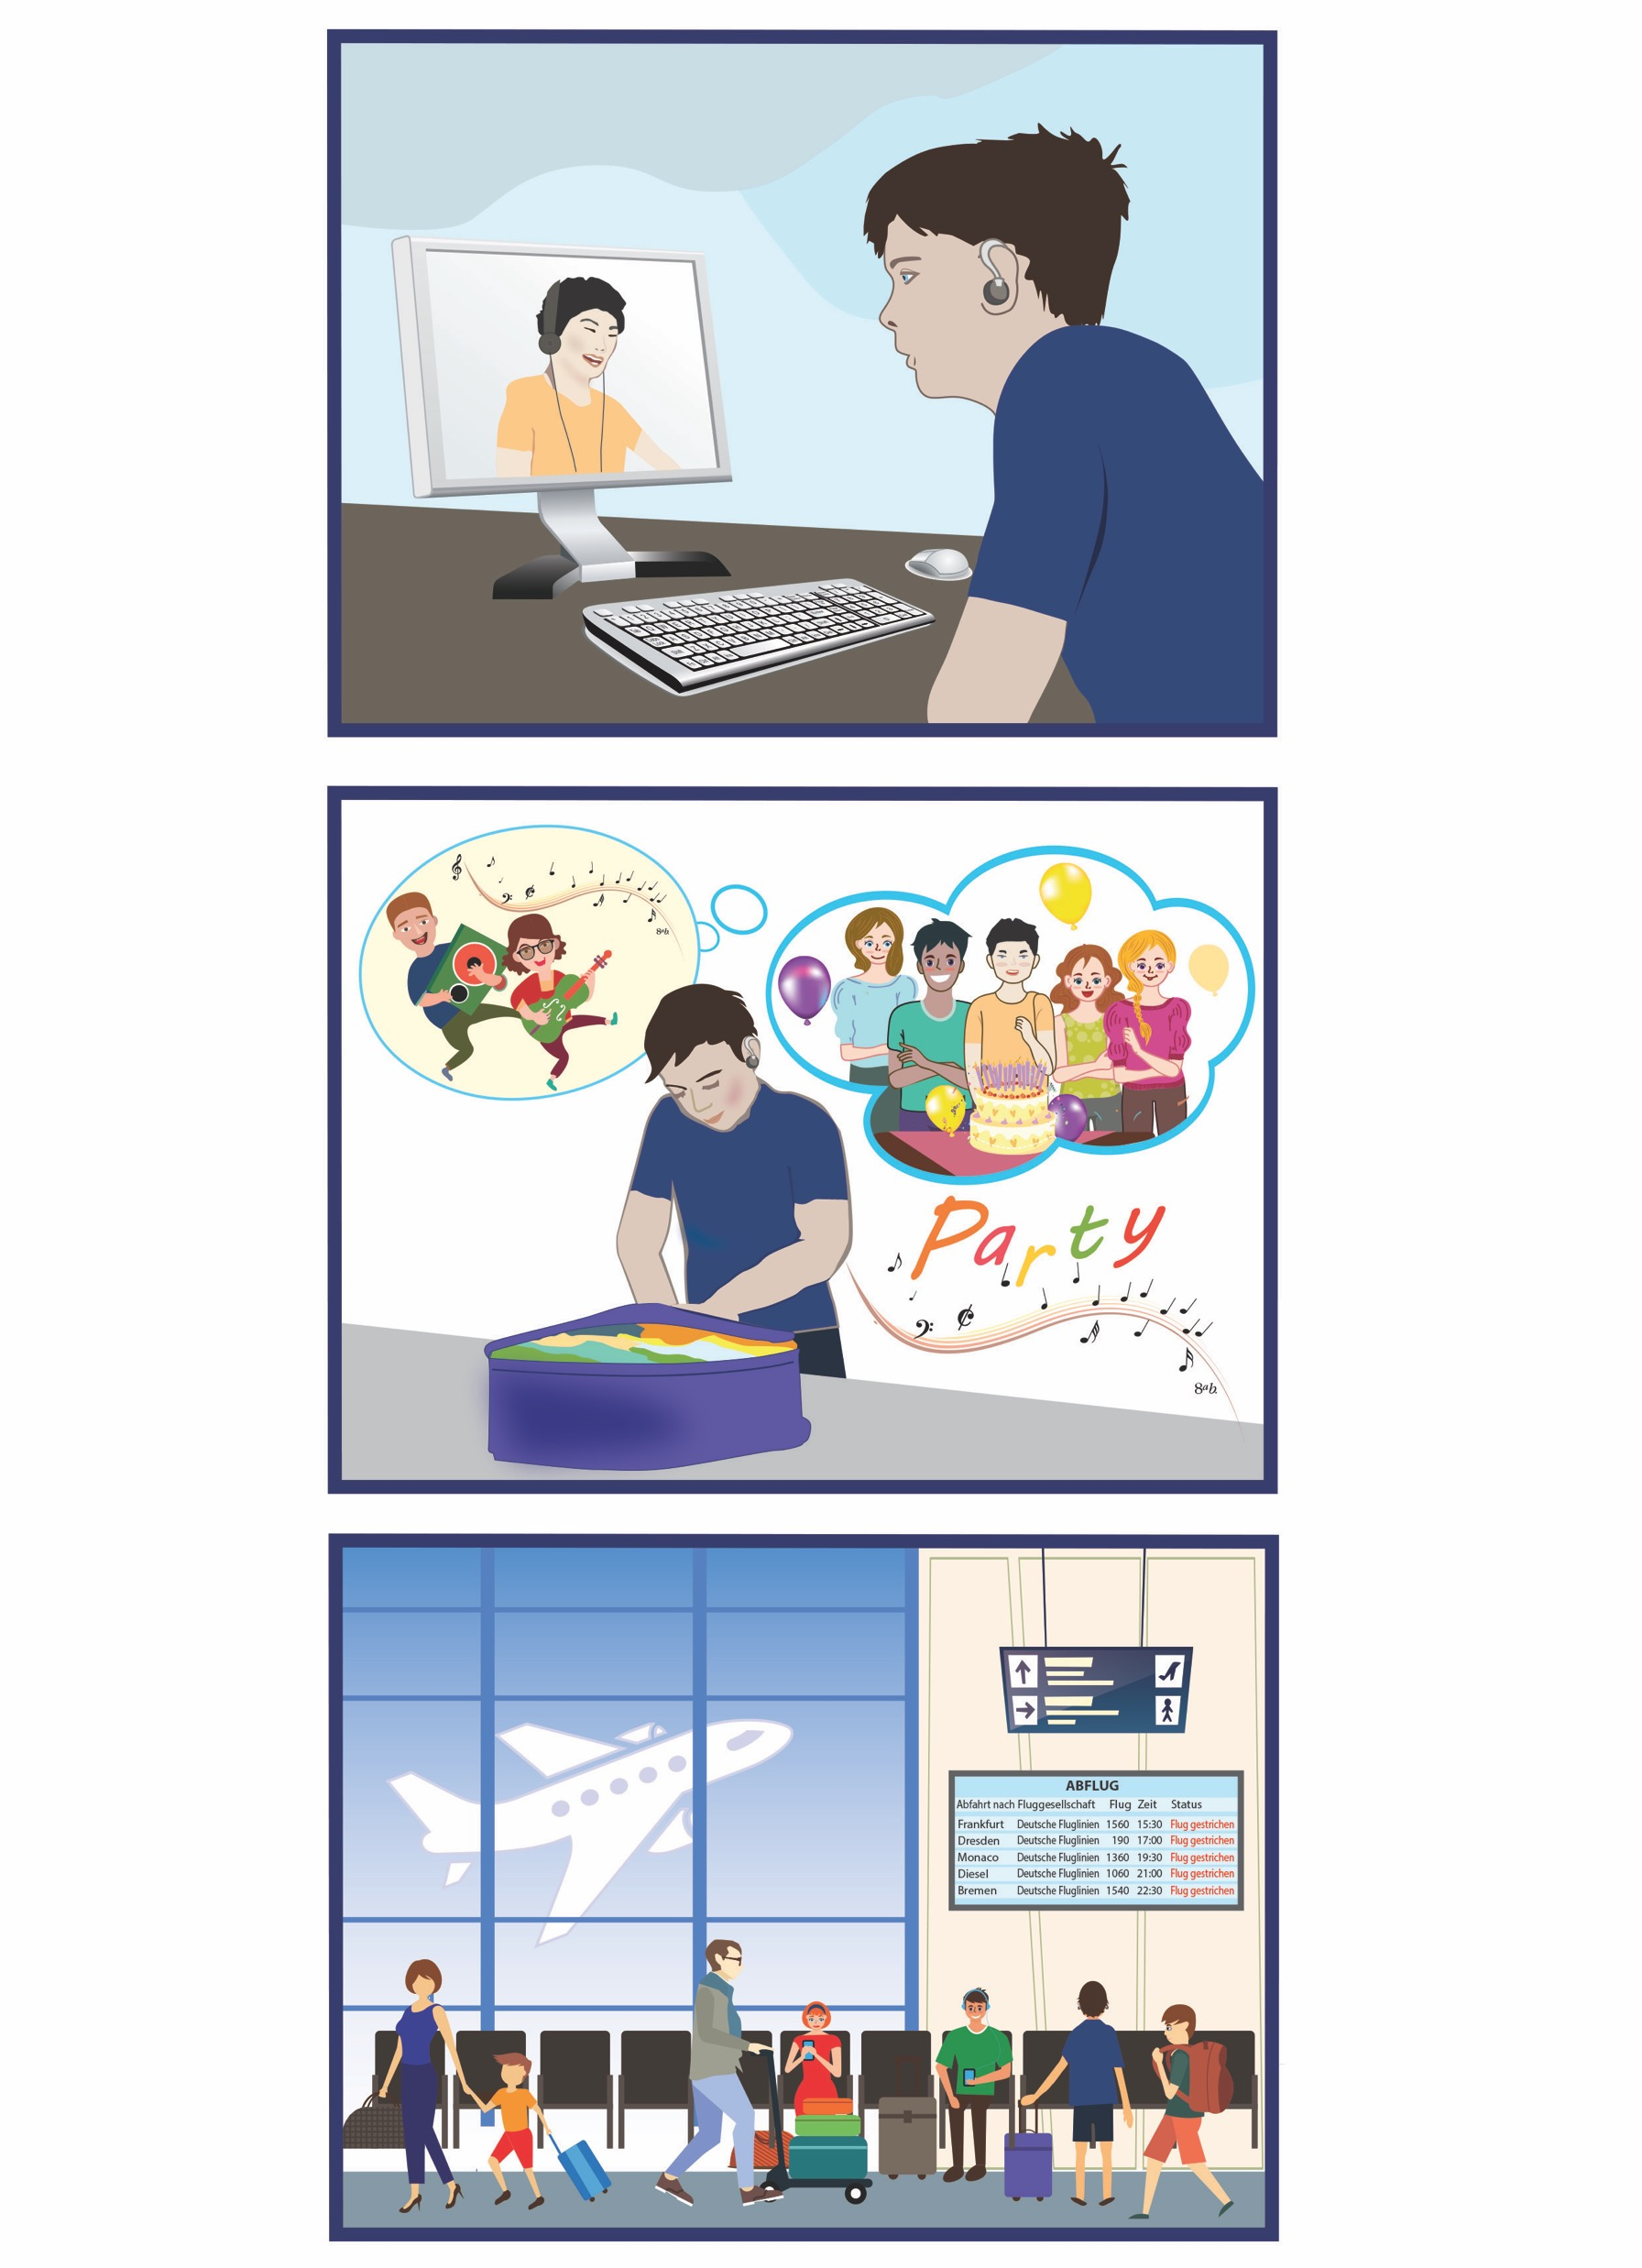 Party
8ab.
8ab.
ABFLUG
Abfahrt nach Fluggesellschaft Flug Zeit Status
Frankfurt Deutsche Fluglinien 1560 15:30 Flug gestrichen
Dresden Deutsche Fluglinien 190 17:00 Flug gestrichen
Monaco Deutsche Fluglinien 1360 19:30 Flug gestrichen
Diesel Deutsche Fluglinien 1060 21:00 Flug gestrichen
Bremen Deutsche Fluglinien 1540 22:30 Flug gestrichen